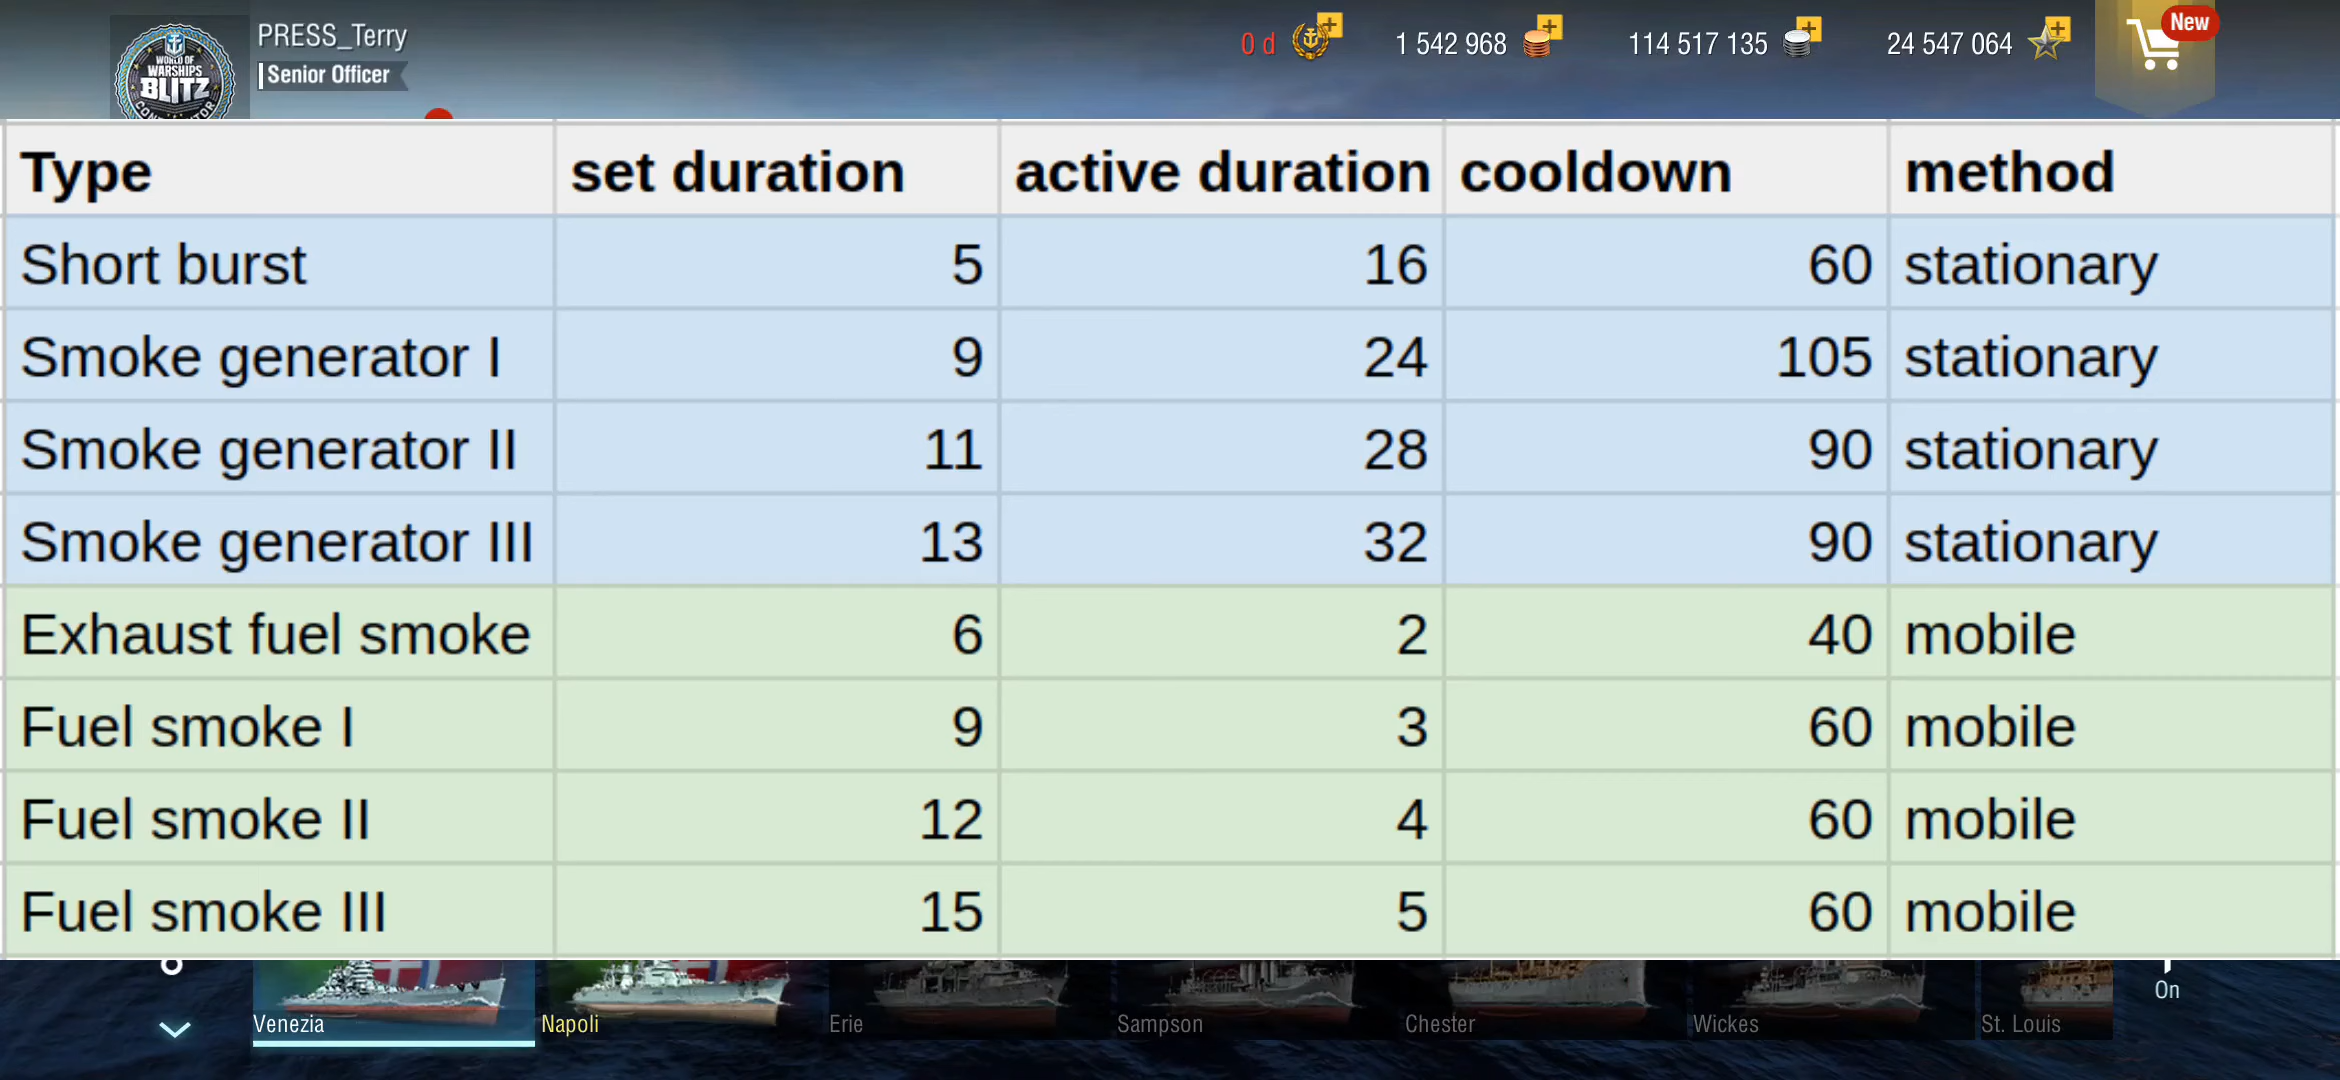 PRESS_Terry
Senior Officer
WORLD OF
WARSHIPS
BLITZ
0 d 1 542 968 114 517 135 24 547 064 New
Type set duration active duration cooldown method
Short burst 5 16 60 stationary
Smoke generator I 9 24 105 stationary
Smoke generator II 11 28 90 stationary
Smoke generator III 13 32 90 stationary
Exhaust fuel smoke 6 2 40 mobile
Fuel smoke I 9 3 60 mobile
Fuel smoke II 12 4 60 mobile
Fuel smoke III 15 5 60 mobile
On
Venezia Napoli Erie Sampson Chester Wickes St. Louis